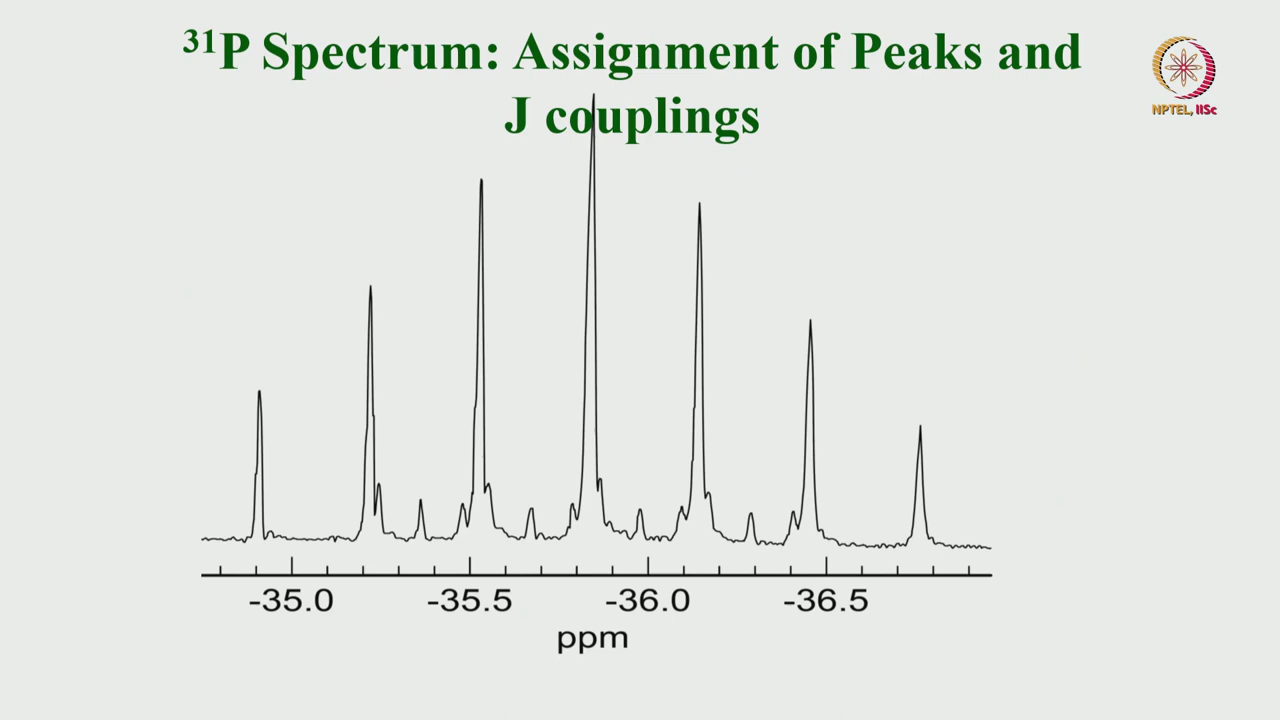 ³¹P Spectrum: Assignment of Peaks and
J couplings
NPTEL, IISc
-35.0 -35.5 -36.0 -36.5
ppm